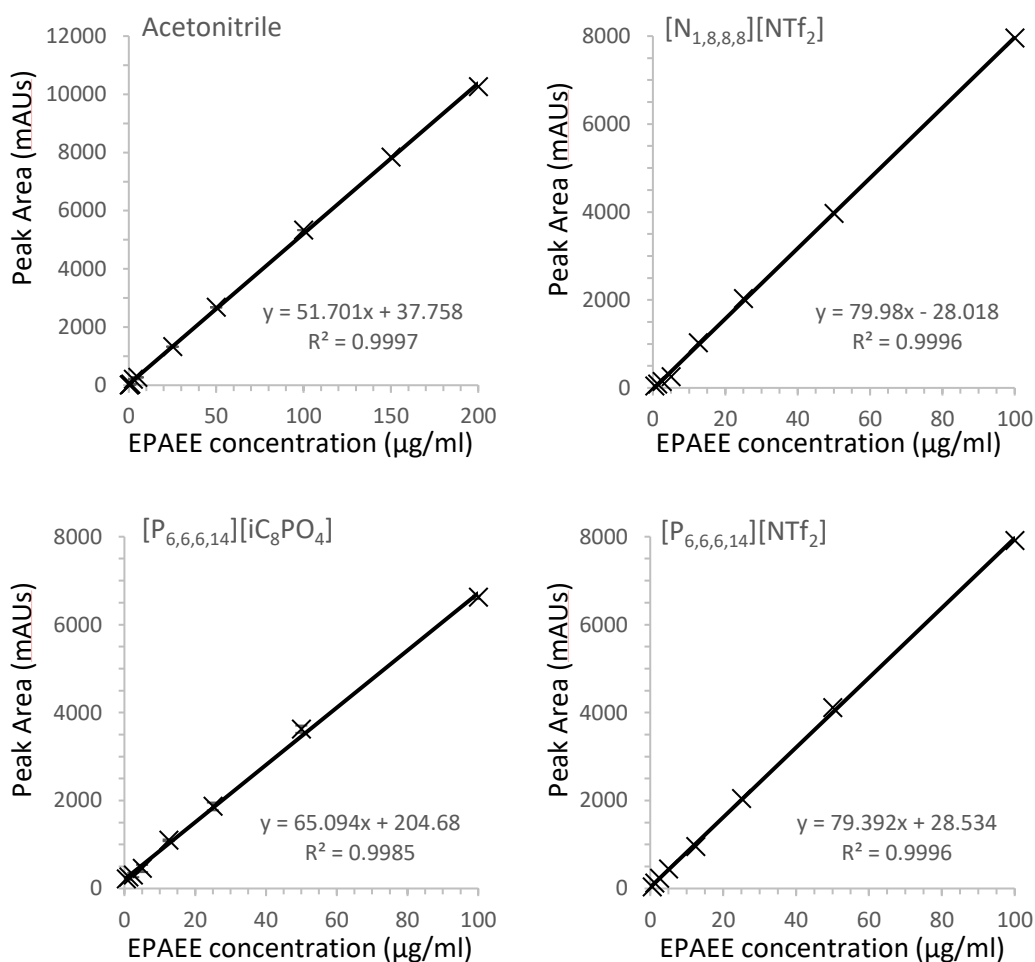 Acetonitrile
Peak Area (mAUs)
12000
10000
8000
6000
4000
2000
0
y = 51.701x + 37.758
R² = 0.9997
0 50 100 150 200
EPAEE concentration (µg/ml)
[N₁,₈,₈,₈][NTf₂]
Peak Area (mAUs)
8000
6000
4000
2000
0
y = 79.98x - 28.018
R² = 0.9996
0 20 40 60 80 100
EPAEE concentration (µg/ml)
[P₆,₆,₆,₁₄][iC₈PO₄]
Peak Area (mAUs)
8000
6000
4000
2000
0
y = 65.094x + 204.68
R² = 0.9985
0 20 40 60 80 100
EPAEE concentration (µg/ml)
[P₆,₆,₆,₁₄][NTf₂]
Peak Area (mAUs)
8000
6000
4000
2000
0
y = 79.392x + 28.534
R² = 0.9996
0 20 40 60 80 100
EPAEE concentration (µg/ml)